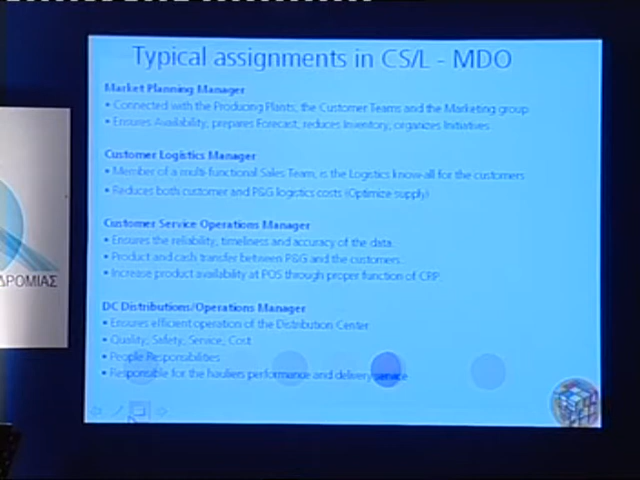 Typical assignments in CS/L - MDO
Market Planning Manager
• Connected with the Producing Plants, the Customer Teams and the Marketing group
• Ensures Availability, prepares Forecast, reduces Inventory, organizes Initiatives
Customer Logistics Manager
• Member of a multi-functional Sales Team, is the Logistics know-all for the customers
• Reduces both customer and P&G logistics costs (Optimize supply)
Customer Service Operations Manager
• Ensures the reliability, timeliness and accuracy of the data.
• Product and cash transfer between P&G and the customers.
• Increase product availability at POS through proper function of CRP
DC Distributions/Operations Manager
• Ensures efficient operation of the Distribution Center
• Quality, Safety, Service, Cost
• People Responsibilities
• Responsible for the hauliers performance and delivery service
ΔΡΟΜΙΑΣ